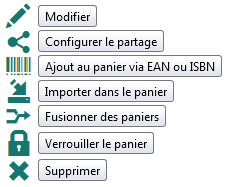 Modifier
Configurer le partage
Ajout au panier via EAN ou ISBN
Importer dans le panier
Fusionner des paniers
Verrouiller le panier
Supprimer